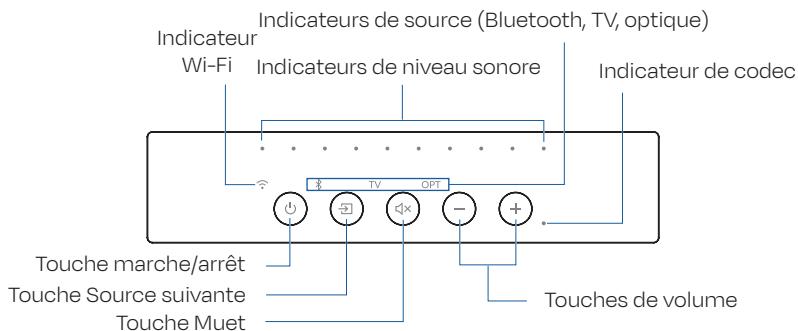 Indicateurs de source (Bluetooth, TV, optique)
Indicateur
Wi-Fi
Indicateurs de niveau sonore
Indicateur de codec
TV
OPT
Touche marche/arrêt
Touche Source suivante
Touche Muet
Touches de volume